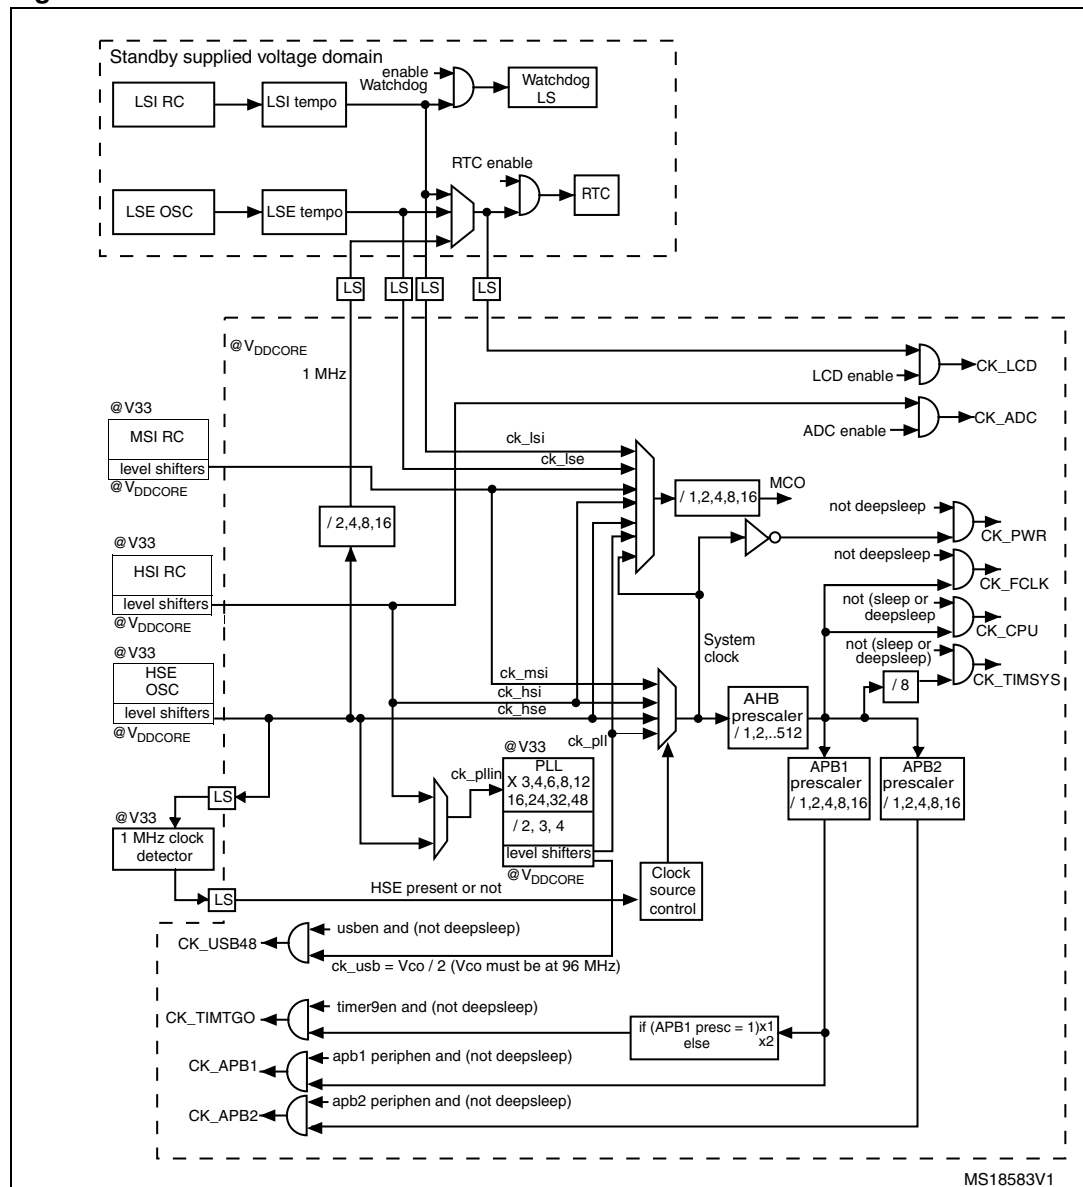 Standby supplied voltage domain
enable
Watchdog
Watchdog
LS
LSI RC
LSI tempo
RTC enable
RTC
LSE OSC
LSE tempo
LS
LS
LS
LS
@VDDCORE
1 MHz
LCD enable
CK_LCD
ADC enable
CK_ADC
@V33
MSI RC
level shifters
@VDDCORE
ck_lsi
ck_lse
/ 1,2,4,8,16
MCO
/ 2,4,8,16
not deepsleep
CK_PWR
@V33
HSI RC
level shifters
@VDDCORE
not deepsleep
CK_FCLK
not (sleep or
deepsleep
CK_CPU
not (sleep or
deepsleep)
CK_TIMSYS
/ 8
System
clock
@V33
HSE
OSC
level shifters
@VDDCORE
ck_msi
ck_hsi
ck_hse
ck_pll
AHB
prescaler
/ 1,2,..512
APB1
prescaler
/ 1,2,4,8,16
APB2
prescaler
/ 1,2,4,8,16
ck_pllin
@V33
PLL
X 3,4,6,8,12
16,24,32,48
/ 2, 3, 4
level shifters
@VDDCORE
LS
@V33
1 MHz clock
detector
LS
HSE present or not
Clock
source
control
CK_USB48
usben and (not deepsleep)
ck_usb = Vco / 2 (Vco must be at 96 MHz)
CK_TIMTGO
timer9en and (not deepsleep)
if (APB1 presc = 1)x1
else x2
CK_APB1
apb1 periphen and (not deepsleep)
CK_APB2
apb2 periphen and (not deepsleep)
MS18583V1